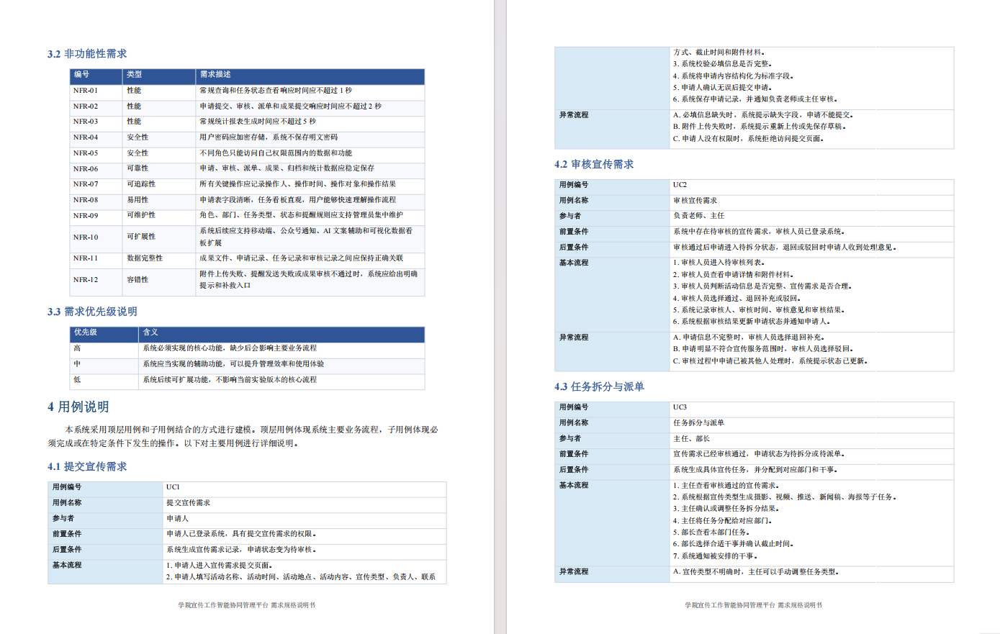 3.2 非功能性需求
编号 类型 需求描述
NFR-01 性能 常规查询和任务状态查看响应时间应不超过 1 秒
NFR-02 性能 申请提交、审核、派单和成果提交响应时间应不超过 2 秒
NFR-03 性能 常规统计报表生成时间应不超过 5 秒
NFR-04 安全性 用户密码应加密存储，系统不保存明文密码
NFR-05 安全性 不同角色只能访问自己权限范围内的数据和功能
NFR-06 可靠性 申请、审核、派单、成果、归档和统计数据应稳定保存
NFR-07 可追踪性 所有关键操作应记录操作人、操作时间、操作对象和操作结果
NFR-08 易用性 申请表字段清晰，任务看板直观，用户能够快速理解操作流程
NFR-09 可维护性 角色、部门、任务类型、状态和提醒规则应支持管理员集中维护
NFR-10 可扩展性 系统后续应支持移动端、公众号通知、AI 文案辅助和可视化数据看
板扩展
NFR-11 数据完整性 成果文件、申请记录、任务记录和审核记录之间应保持正确关联
NFR-12 容错性 附件上传失败、提醒发送失败或成果审核不通过时，系统应给出明确
提示和补救入口
3.3 需求优先级说明
优先级 含义
高 系统必须实现的核心功能，缺少后会影响主要业务流程
中 系统应当实现的辅助功能，可以提升管理效率和使用体验
低 系统后续可扩展功能，不影响当前实验版本的核心流程
4 用例说明
本系统采用顶层用例和子用例结合的方式进行建模。顶层用例体现系统主要业务流程，子用例体现必
须完成或在特定条件下发生的操作。以下对主要用例进行详细说明。
4.1 提交宣传需求
用例编号 UC1
用例名称 提交宣传需求
参与者 申请人
前置条件 申请人已登录系统，具有提交宣传需求的权限。
后置条件 系统生成宣传需求记录，申请状态变为待审核。
基本流程 1. 申请人进入宣传需求提交页面。
2. 申请人填写活动名称、活动时间、活动地点、活动内容、宣传类型、负责人、联系
学院宣传工作智能协同管理平台 需求规格说明书
方式、截止时间和附件材料。
3. 系统校验必填信息是否完整。
4. 系统将申请内容结构化为标准字段。
5. 申请人确认无误后提交申请。
6. 系统保存申请记录，并通知负责老师或主任审核。
异常流程 A. 必填信息缺失时，系统提示缺失字段，申请不能提交。
B. 附件上传失败时，系统提示重新上传或先保存草稿。
C. 申请人没有权限时，系统拒绝访问提交页面。
4.2 审核宣传需求
用例编号 UC2
用例名称 审核宣传需求
参与者 负责老师、主任
前置条件 系统中存在待审核的宣传需求，审核人员已登录系统。
后置条件 审核通过后申请进入待拆分状态，退回或驳回时申请人收到处理意见。
基本流程 1. 审核人员进入待审核列表。
2. 审核人员查看申请详情和附件材料。
3. 审核人员判断活动信息是否完整、宣传需求是否合理。
4. 审核人员选择通过、退回补充或驳回。
5. 系统记录审核人、审核时间、审核意见和审核结果。
6. 系统根据审核结果更新申请状态并通知申请人。
异常流程 A. 申请信息不完整时，审核人员选择退回补充。
B. 申请明显不符合宣传服务范围时，审核人员选择驳回。
C. 审核过程中申请已被其他人处理时，系统提示状态已更新。
4.3 任务拆分与派单
用例编号 UC3
用例名称 任务拆分与派单
参与者 主任、部长
前置条件 宣传需求已经审核通过，申请状态为待拆分或待派单。
后置条件 系统生成具体宣传任务，并分配到对应部门和干事。
基本流程 1. 主任查看审核通过的宣传需求。
2. 系统根据宣传类型生成摄影、视频、推送、新闻稿、海报等子任务。
3. 主任确认或调整任务拆分结果。
4. 主任将任务分配给对应部门。
5. 部长查看本部门任务。
6. 部长选择合适干事并确认截止时间。
7. 系统通知被安排的干事。
异常流程 A. 宣传类型不明确时，主任可以手动调整任务类型。
学院宣传工作智能协同管理平台 需求规格说明书